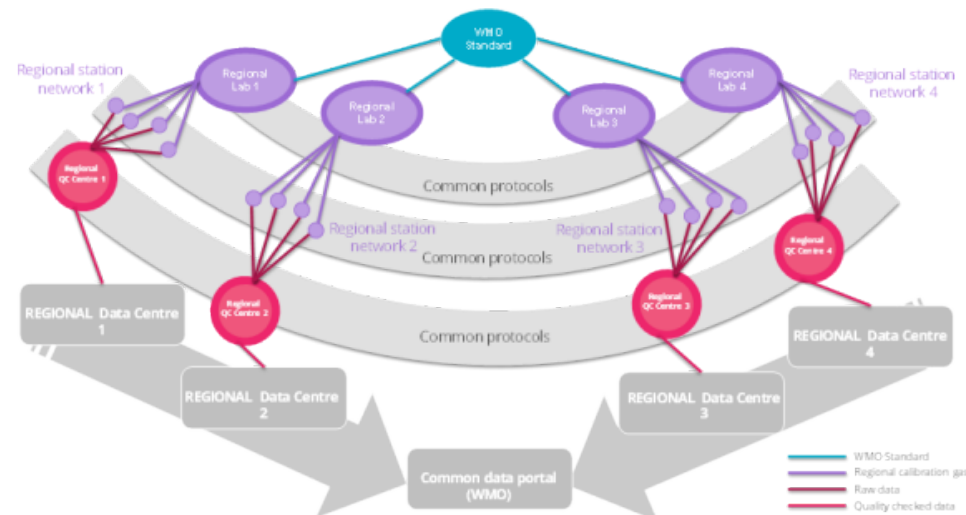 WMO
Standard
Regional
Lab 1
Regional
Lab 2
Regional
Lab 3
Regional
Lab 4
Regional station
network 1
Regional station
network 4
Common protocols
Regional
QC Centre 1
Regional station
network 2
Regional station
network 3
Common protocols
Regional
QC Centre 4
Regional
QC Centre 2
Regional
QC Centre 3
Common protocols
REGIONAL Data Centre
1
REGIONAL Data Centre
4
REGIONAL Data Centre
2
REGIONAL Data Centre
3
Common data portal
(WMO)
WMO Standard
Regional calibration gas
Raw data
Quality checked data